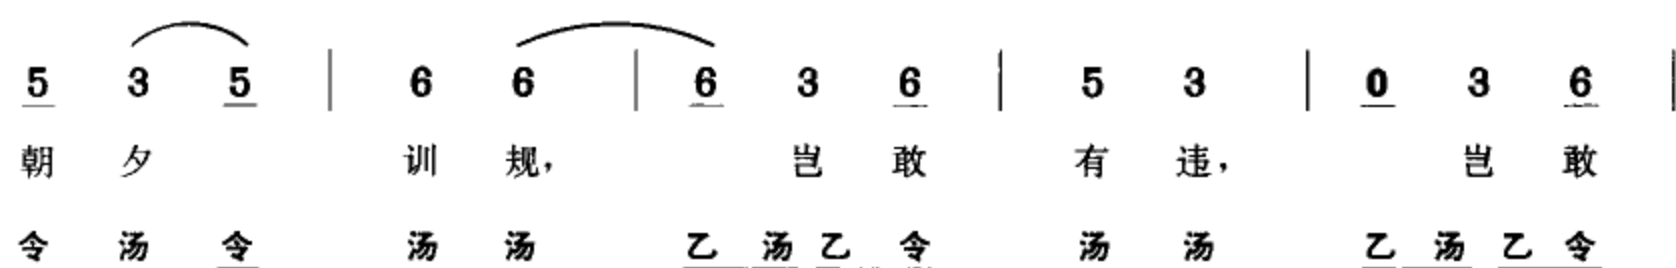 5 3 5 | 6 6 | 6 3 6 | 5 3 | 0 3 6 |
朝 夕 训 规， 岂 敢 有 违， 岂 敢
令 汤 令 汤 汤 乙 汤 乙 令 汤 汤 乙 汤 乙 令